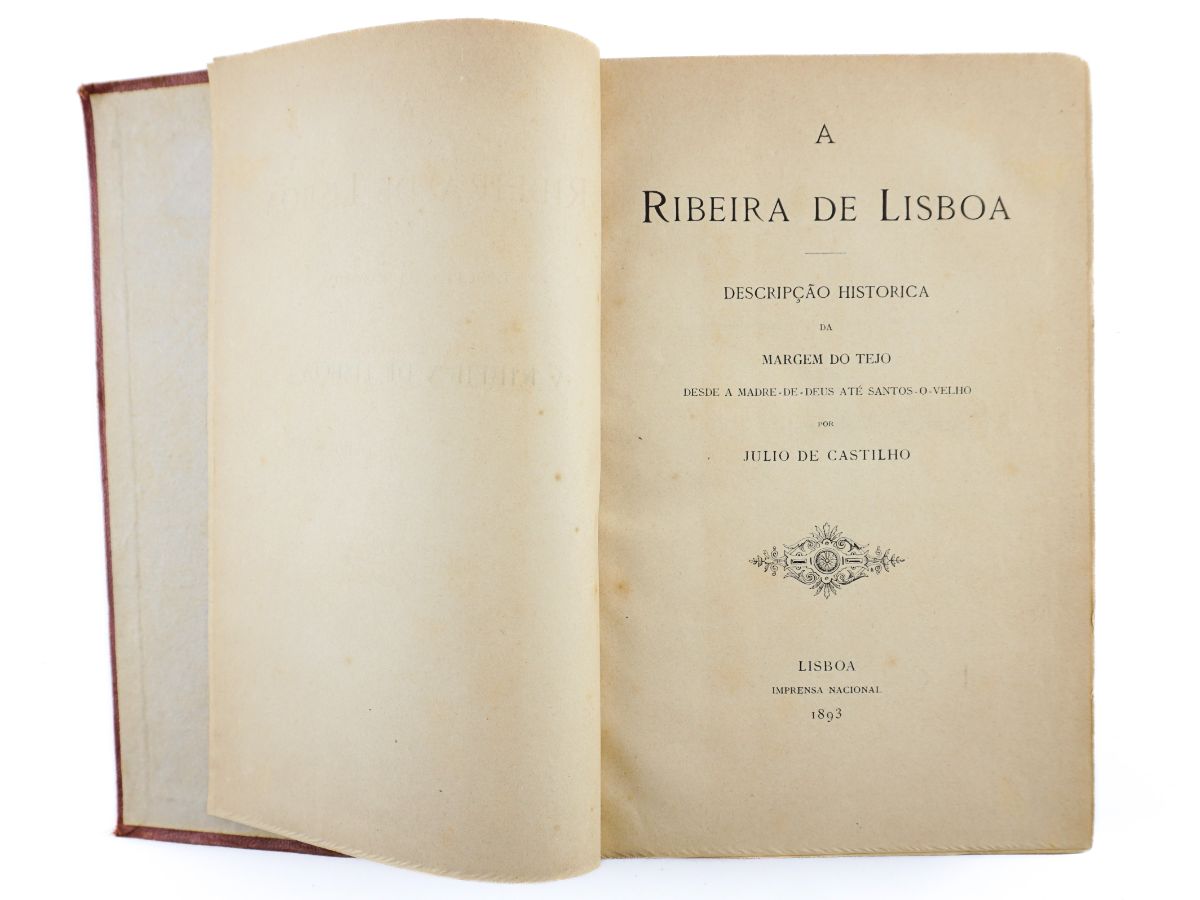 A
RIBEIRA DE LISBOA
DESCRIPÇÃO HISTORICA
DA
MARGEM DO TEJO
DESDE A MADRE-DE-DEUS ATÉ SANTOS-O-VELHO
POR
JULIO DE CASTILHO
LISBOA
IMPRENSA NACIONAL
1893